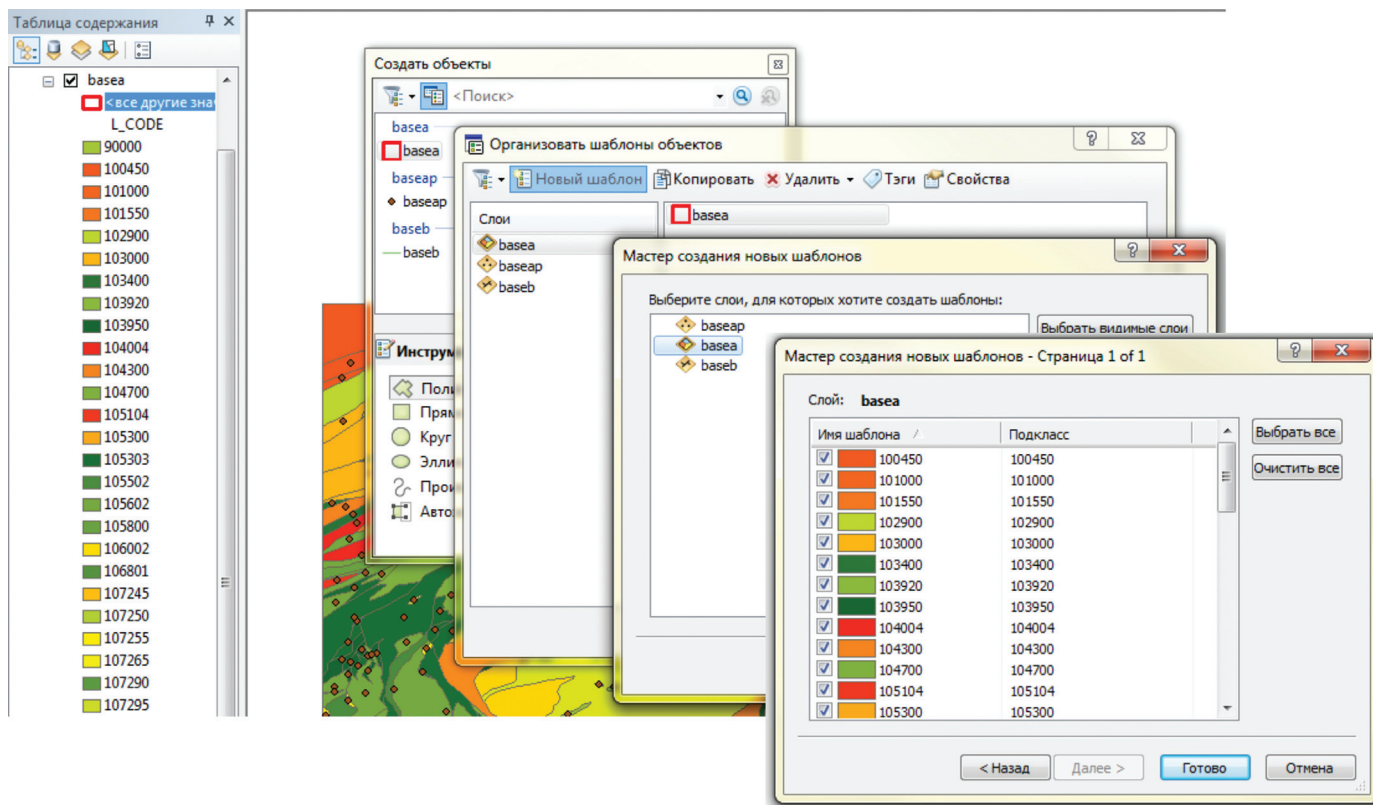 Таблица содержания
basea
<все другие зна
L_CODE
90000
100450
101000
101550
102900
103000
103400
103920
103950
104004
104300
104700
105104
105300
105303
105502
105602
105800
106002
106801
107245
107250
107255
107265
107290
107295
Создать объекты
<Поиск>
basea
basea
baseap
baseap
baseb
baseb
Инструм
Поли
Прям
Круг
Элли
Прои
Авто
Организовать шаблоны объектов
Новый шаблон Копировать Удалить Тэги Свойства
Слои
basea
baseap
baseb
basea
Мастер создания новых шаблонов
Выберите слои, для которых хотите создать шаблоны:
baseap
basea
baseb
Выбрать видимые слои
Мастер создания новых шаблонов - Страница 1 of 1
Слой: basea
Имя шаблона Подкласс
100450 100450
101000 101000
101550 101550
102900 102900
103000 103000
103400 103400
103920 103920
103950 103950
104004 104004
104300 104300
104700 104700
105104 105104
105300 105300
Выбрать все
Очистить все
< Назад Далее > Готово Отмена